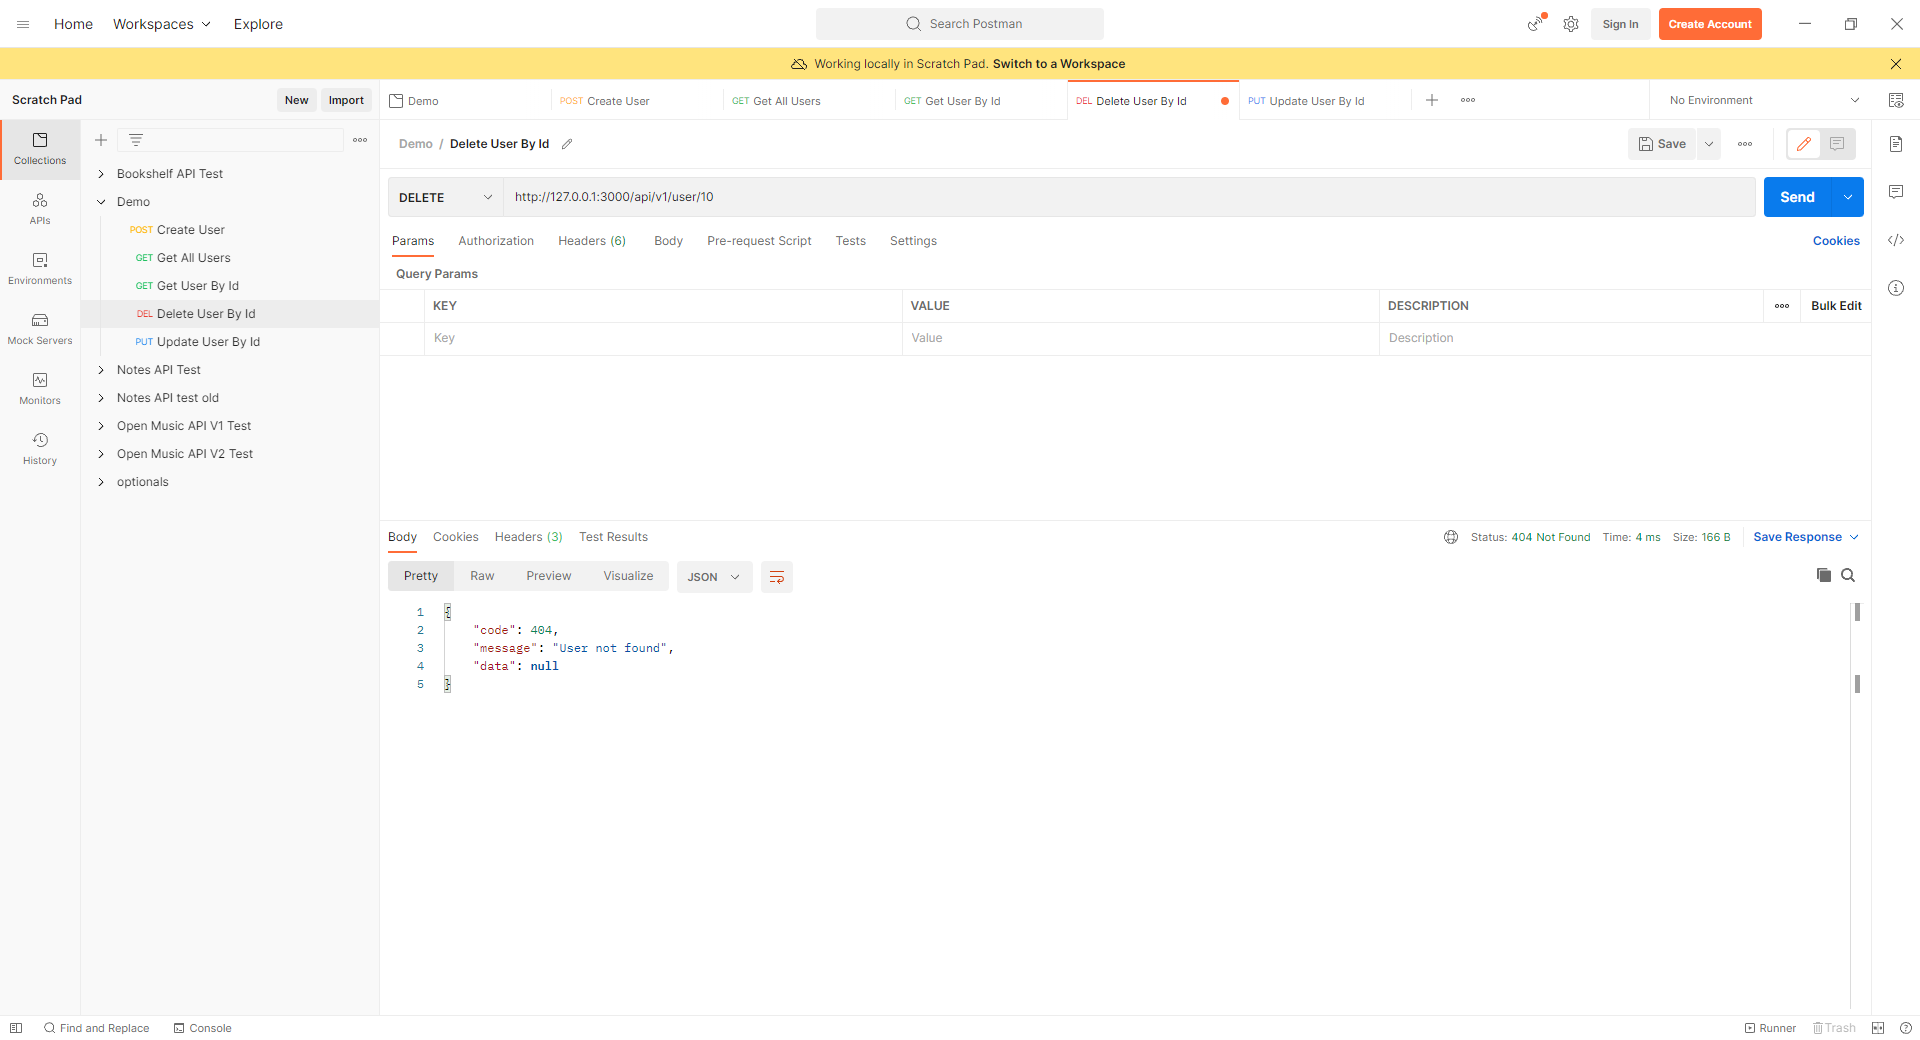 Home Workspaces Explore Search Postman Sign In Create Account
Working locally in Scratch Pad. Switch to a Workspace
Scratch Pad New Import Demo POST Create User GET Get All Users GET Get User By Id DEL Delete User By Id PUT Update User By Id No Environment
Collections
APIs
Environments
Mock Servers
Monitors
History
Bookshelf API Test
Demo
POST Create User
GET Get All Users
GET Get User By Id
DEL Delete User By Id
PUT Update User By Id
Notes API Test
Notes API test old
Open Music API V1 Test
Open Music API V2 Test
optionals
Demo / Delete User By Id Save
DELETE http://127.0.0.1:3000/api/v1/user/10 Send
Params Authorization Headers (6) Body Pre-request Script Tests Settings Cookies
Query Params
KEY VALUE DESCRIPTION Bulk Edit
Key Value Description
Body Cookies Headers (3) Test Results Status: 404 Not Found Time: 4 ms Size: 166 B Save Response
Pretty Raw Preview Visualize JSON
1 {
2 "code": 404,
3 "message": "User not found",
4 "data": null
5 }
Find and Replace Console Runner Trash